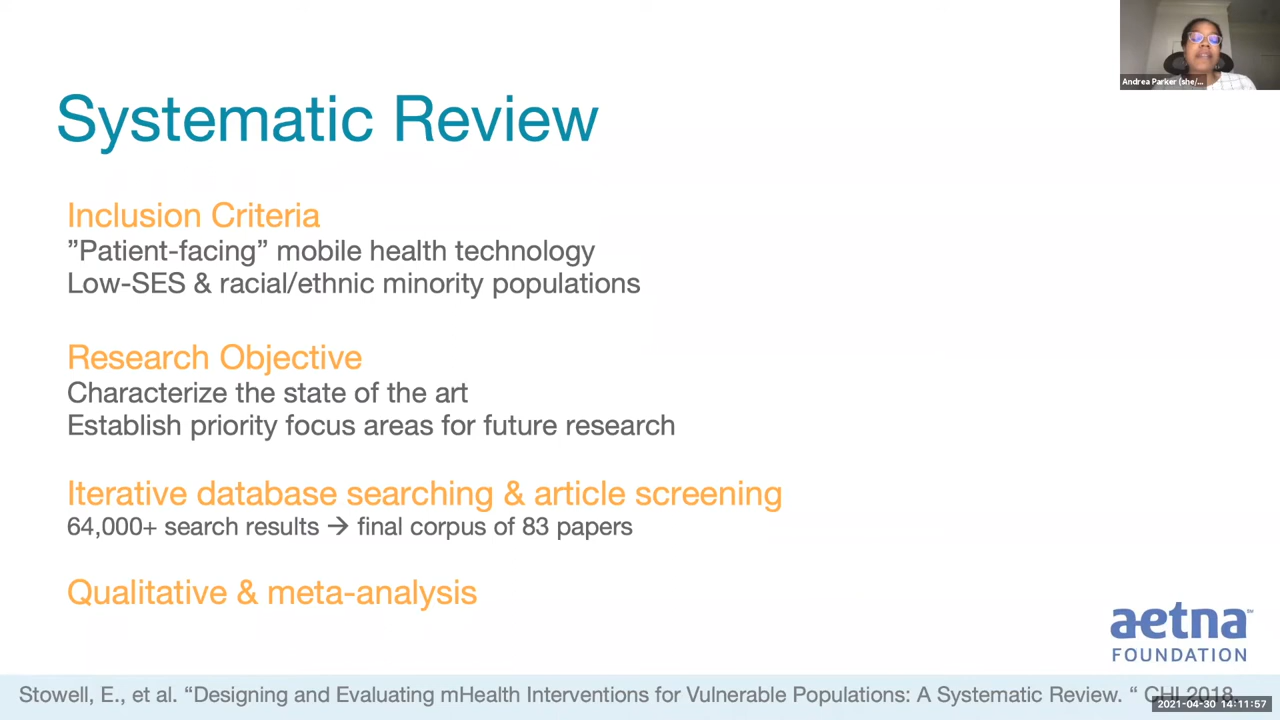 Systematic Review
Andrea Parker (she/...
Inclusion Criteria
”Patient-facing” mobile health technology
Low-SES & racial/ethnic minority populations
Research Objective
Characterize the state of the art
Establish priority focus areas for future research
Iterative database searching & article screening
64,000+ search results → final corpus of 83 papers
Qualitative & meta-analysis
aetna℠
FOUNDATION
Stowell, E., et al. “Designing and Evaluating mHealth Interventions for Vulnerable Populations: A Systematic Review. “ CHI 2018.
2021-04-30 14:11:57